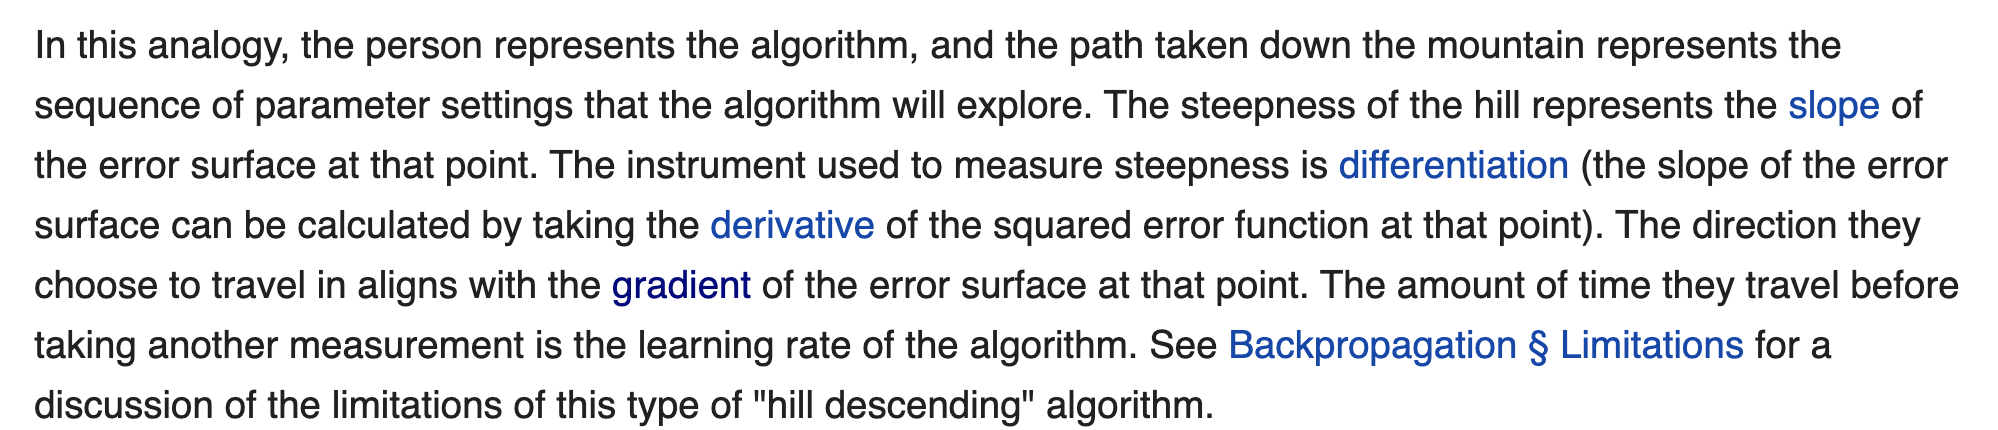 In this analogy, the person represents the algorithm, and the path taken down the mountain represents the
sequence of parameter settings that the algorithm will explore. The steepness of the hill represents the slope of
the error surface at that point. The instrument used to measure steepness is differentiation (the slope of the error
surface can be calculated by taking the derivative of the squared error function at that point). The direction they
choose to travel in aligns with the gradient of the error surface at that point. The amount of time they travel before
taking another measurement is the learning rate of the algorithm. See Backpropagation § Limitations for a
discussion of the limitations of this type of "hill descending" algorithm.